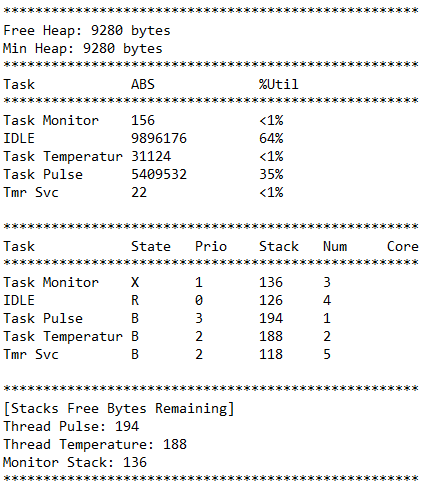 ****************************************************
Free Heap: 9280 bytes
Min Heap: 9280 bytes
****************************************************
Task            ABS             %Util
****************************************************
Task Monitor    156             <1%
IDLE            9896176         64%
Task Temperatur 31124           <1%
Task Pulse      5409532         35%
Tmr Svc         22              <1%

****************************************************
Task            State   Prio    Stack   Num     Core
****************************************************
Task Monitor    X       1       136     3
IDLE            R       0       126     4
Task Pulse      B       3       194     1
Task Temperatur B       2       188     2
Tmr Svc         B       2       118     5

****************************************************
[Stacks Free Bytes Remaining]
Thread Pulse: 194
Thread Temperature: 188
Monitor Stack: 136
****************************************************